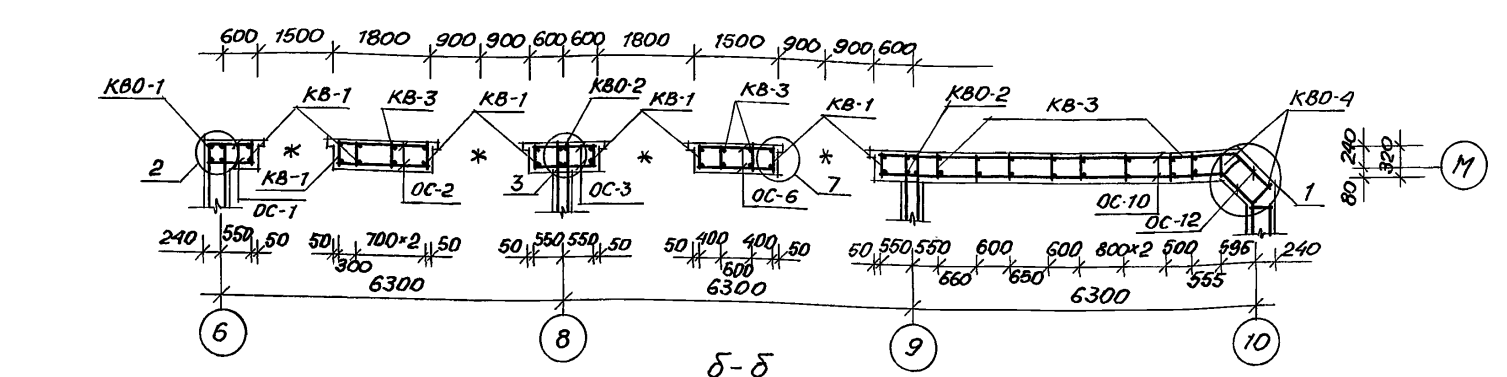 600 1500 1800 900 900 600 600 1800 1500 900 900 600
КВО-1 КВ-1 КВ-3 КВ-1 КВО-2 КВ-1 КВ-3 КВ-1 КВО-2 КВ-3 КВО-4
* * * *
240 320 М
80
2 КВ-1 ОС-2 3 ОС-3 ОС-6 7 ОС-10 1
ОС-1 ОС-12
240 550 50 50 700×2 50 50 550 550 50 50 400 400 50 50 550 550 600 600 800×2 500 596 240
300 600 660 650 555
6300 6300 6300
6 8 9 10
б-б